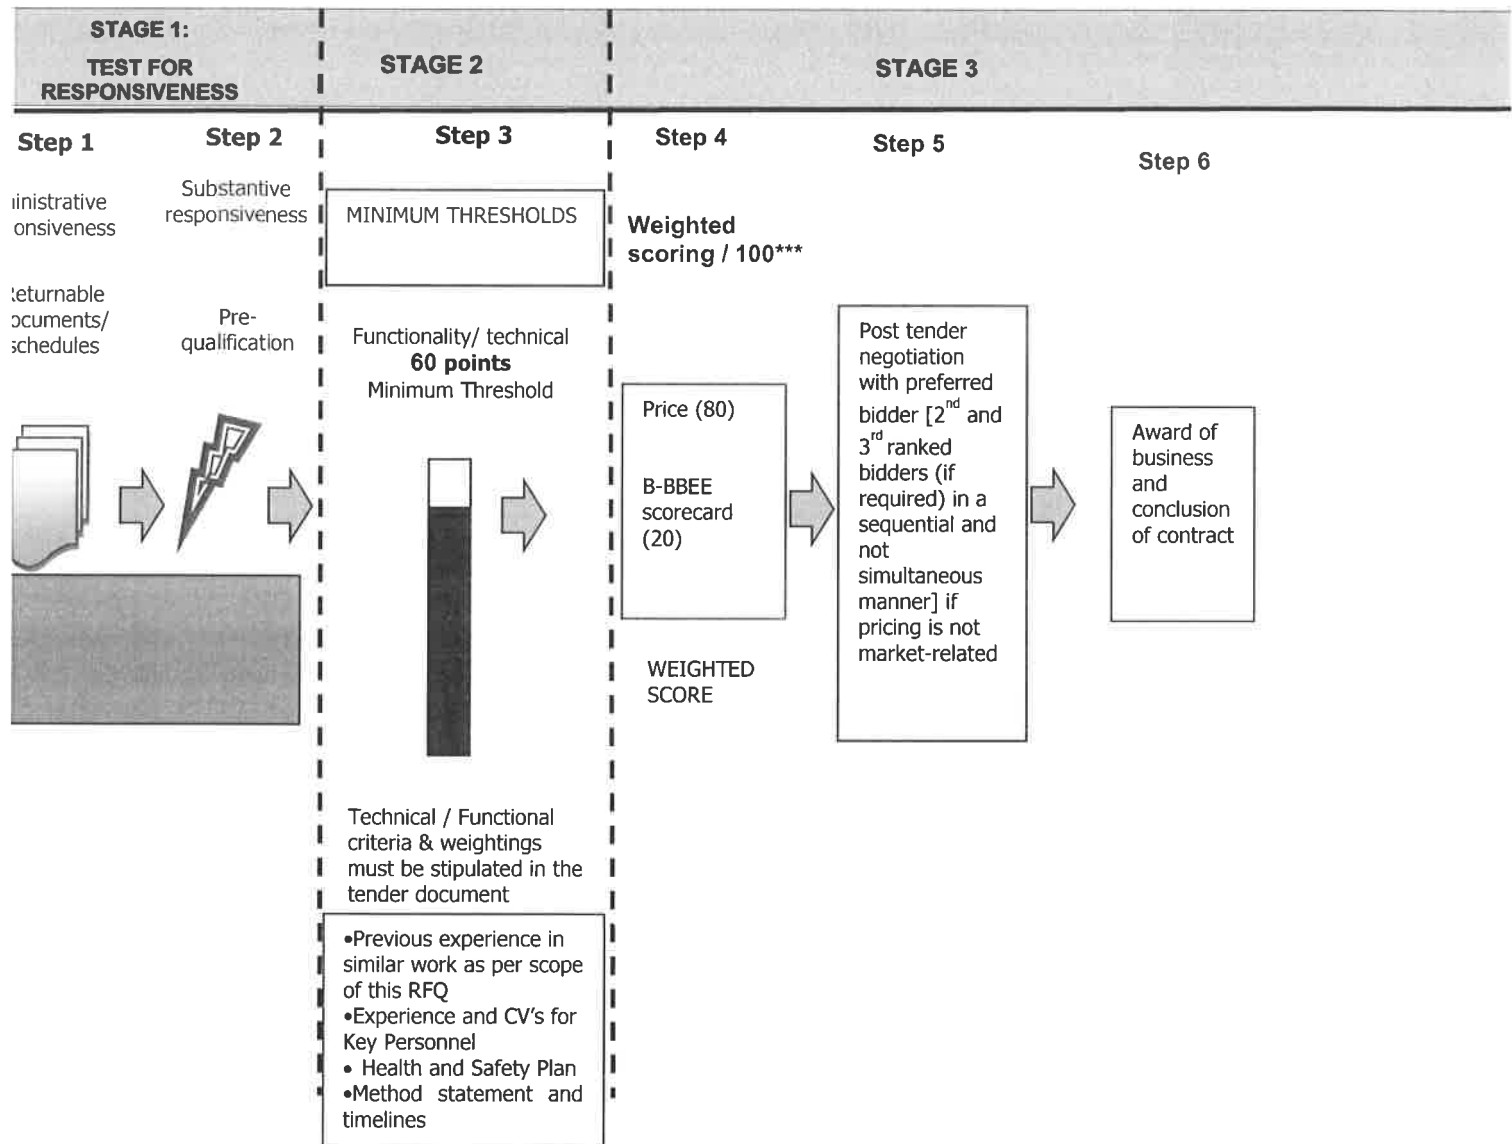 STAGE 1:
TEST FOR
RESPONSIVENESS
STAGE 2
STAGE 3
Step 1
Step 2
Step 3
Step 4
Step 5
Step 6
inistrative
onsiveness
Substantive
responsiveness
MINIMUM THRESHOLDS
Weighted
scoring / 100***
eturnable
ocuments/
schedules
Pre-
qualification
Functionality/ technical
60 points
Minimum Threshold
Price (80)
B-BBEE
scorecard
(20)
WEIGHTED
SCORE
Post tender
negotiation
with preferred
bidder [2nd and
3rd ranked
bidders (if
required) in a
sequential and
not
simultaneous
manner] if
pricing is not
market-related
Award of
business
and
conclusion
of contract
Technical / Functional
criteria & weightings
must be stipulated in the
tender document
•Previous experience in
similar work as per scope
of this RFQ
•Experience and CV's for
Key Personnel
• Health and Safety Plan
•Method statement and
timelines